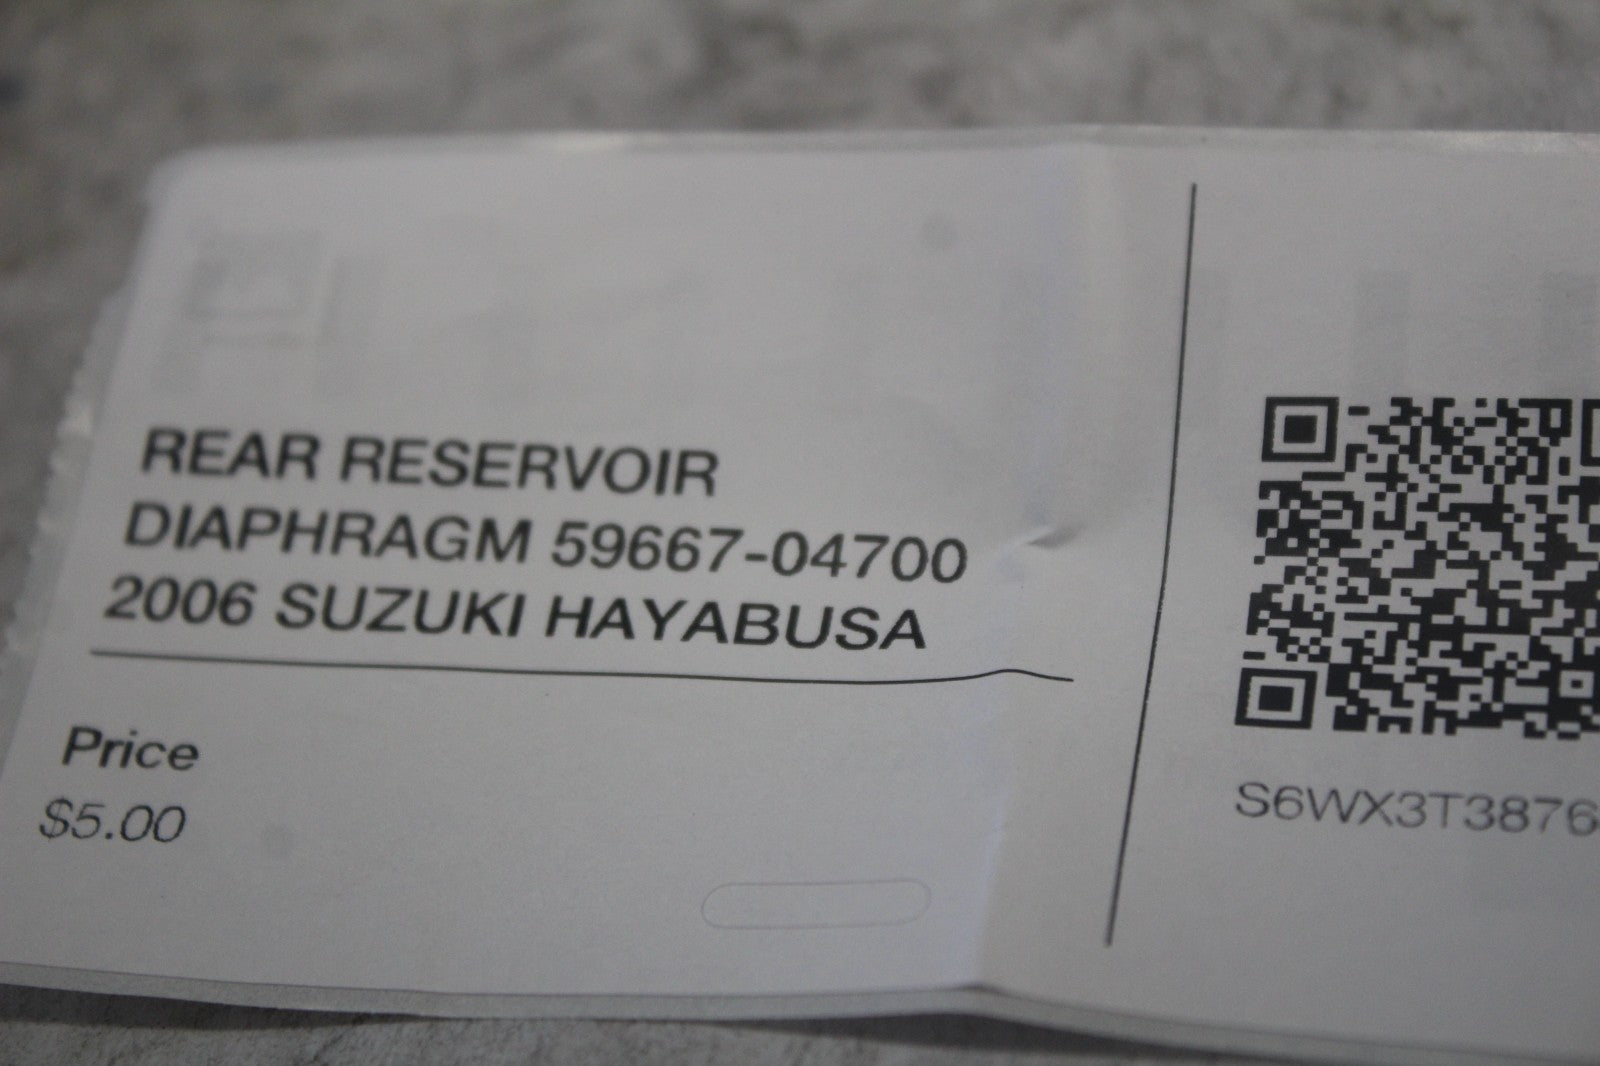 REAR RESERVOIR
DIAPHRAGM 59667-04700
2006 SUZUKI HAYABUSA
Price
$5.00
S6WX3T3876